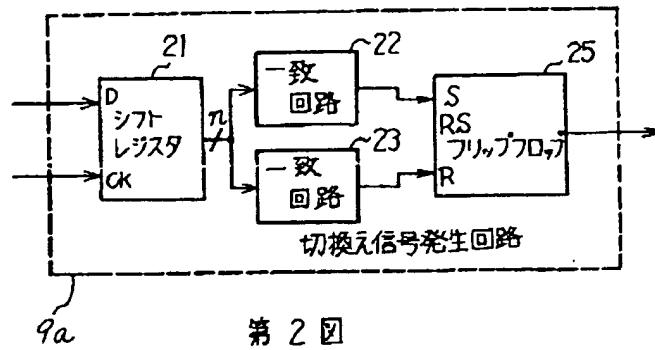 21
D
シフト
レジスタ
CK
n
22
一致
回路
23
一致
回路
25
S
RS
フリップフロップ
R
切換え信号発生回路
9a
第2図